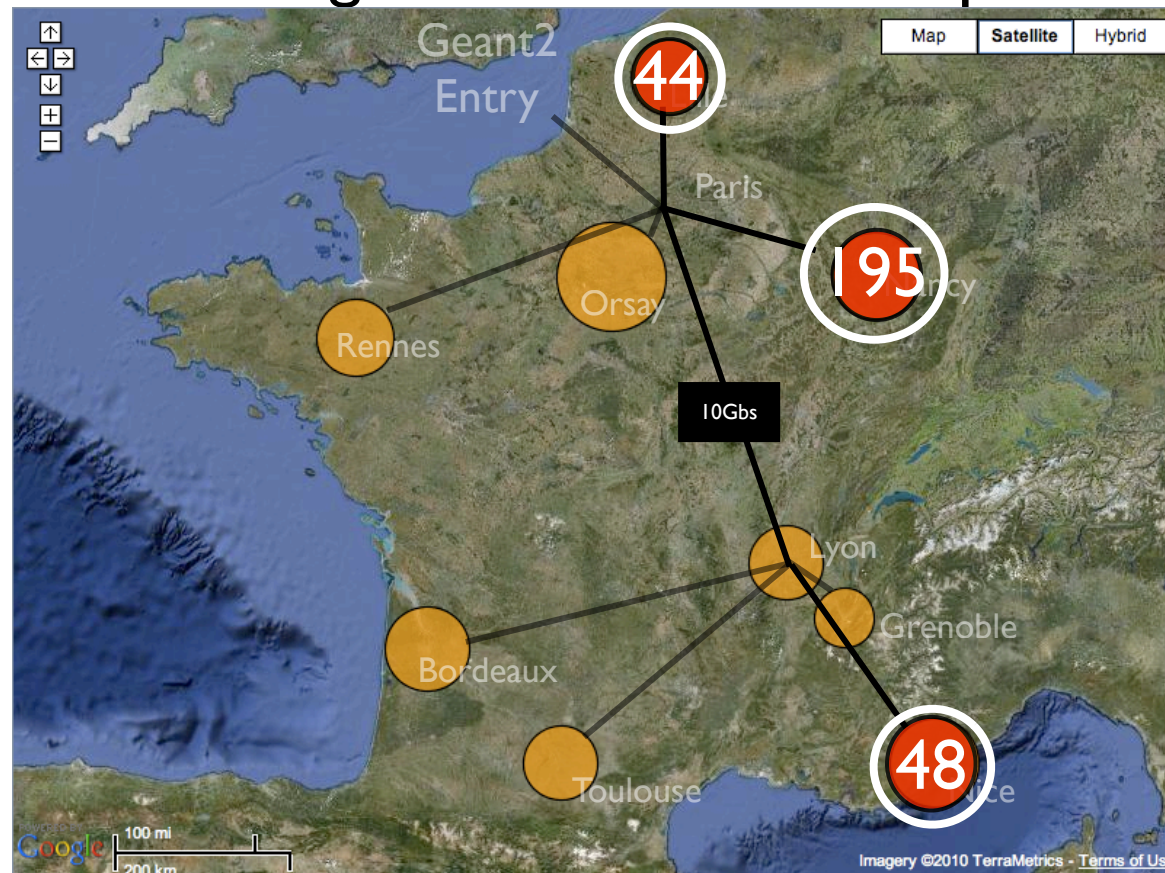 Geant2
Entry
44
Map
Satellite
Hybrid
Paris
195
Orsay
Rennes
10Gbs
Lyon
Grenoble
Bordeaux
48
Toulouse
Google
100 mi
200 km
Imagery ©2010 TerraMetrics - Terms of Us